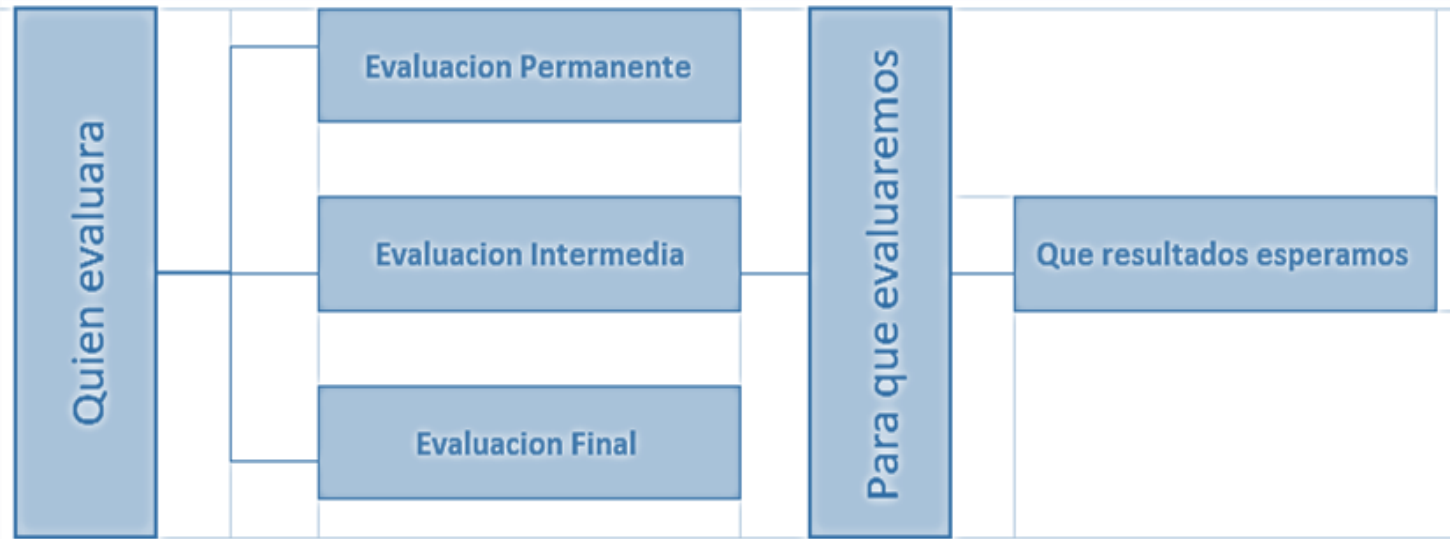 Quien evaluara
Evaluacion Permanente
Evaluacion Intermedia
Evaluacion Final
Para que evaluaremos
Que resultados esperamos